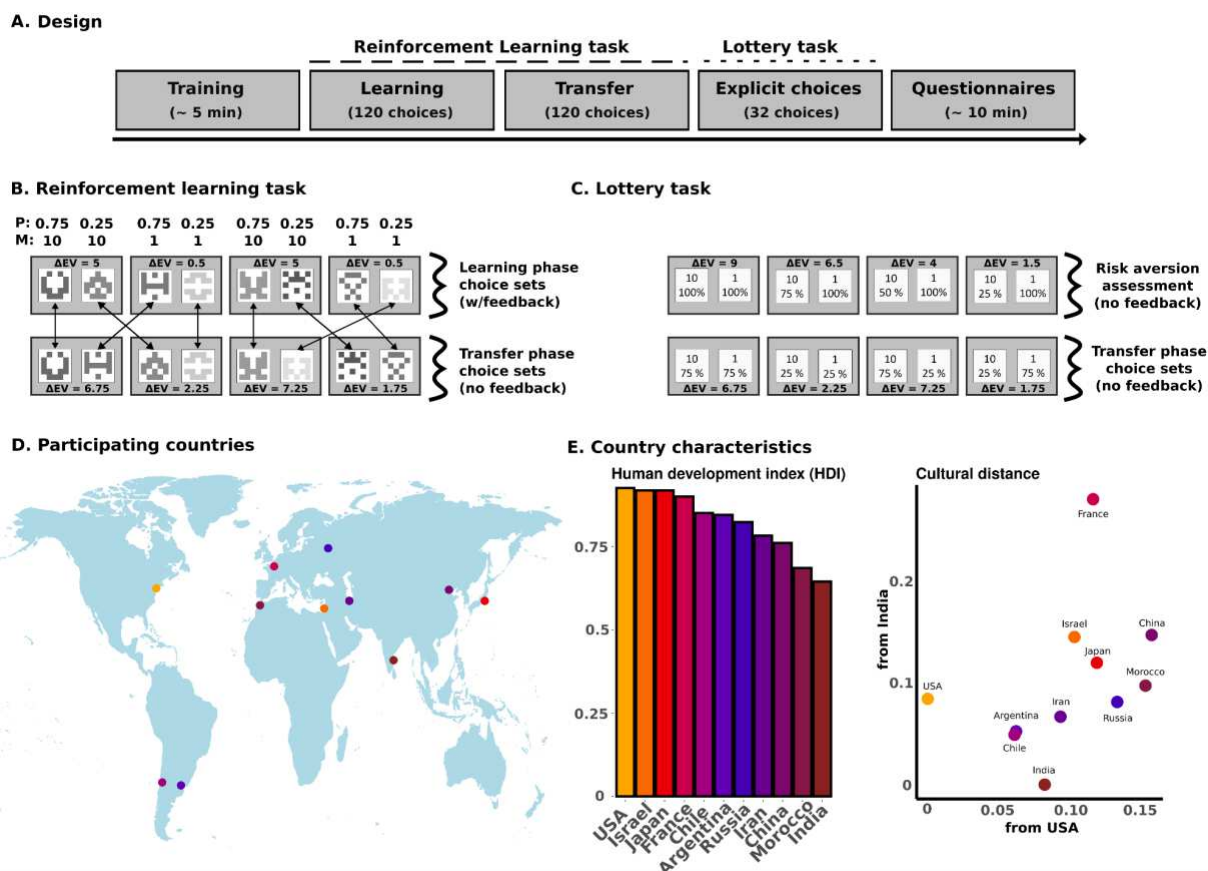 A. Design
Reinforcement Learning task
Lottery task
Training
(~ 5 min)
Learning
(120 choices)
Transfer
(120 choices)
Explicit choices
(32 choices)
Questionnaires
(~ 10 min)
B. Reinforcement learning task
P: 0.75 0.25 0.75 0.25 0.75 0.25 0.75 0.25
M: 10 10 1 1 10 10 1 1
ΔEV = 5 ΔEV = 0.5 ΔEV = 5 ΔEV = 0.5
Learning phase
choice sets
(w/feedback)
ΔEV = 6.75 ΔEV = 2.25 ΔEV = 7.25 ΔEV = 1.75
Transfer phase
choice sets
(no feedback)
C. Lottery task
ΔEV = 9 ΔEV = 6.5 ΔEV = 4 ΔEV = 1.5
10 1 10 1 10 1 10 1
100% 100% 75 % 100% 50 % 100% 25 % 100%
Risk aversion
assessment
(no feedback)
10 1 10 1 10 1 10 1
75 % 75 % 25 % 25 % 75 % 25 % 25 % 75 %
ΔEV = 6.75 ΔEV = 2.25 ΔEV = 7.25 ΔEV = 1.75
Transfer phase
choice sets
(no feedback)
D. Participating countries
E. Country characteristics
Human development index (HDI)
0.75
0.5
0.25
0
USA
Israel
Japan
France
Chile
Argentina
Russia
Iran
China
Morocco
India
Cultural distance
from India
0.2
0.1
0
France
Israel
China
Japan
Morocco
USA
Iran
Russia
Argentina
Chile
India
0 0.05 0.10 0.15
from USA